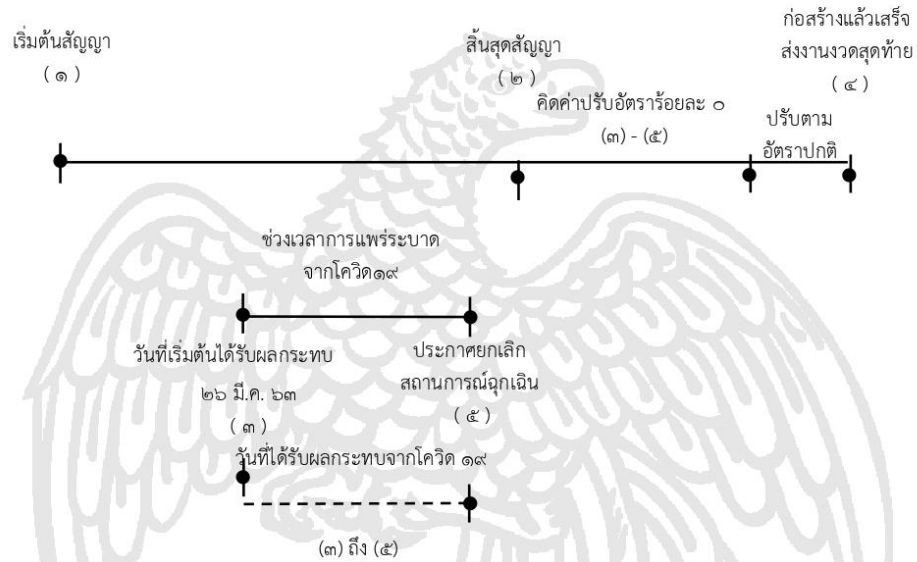 เริ่มต้นสัญญา
( ๑ )
สิ้นสุดสัญญา
( ๒ )
คิดค่าปรับอัตราร้อยละ ๐
(๓) - (๕)
ปรับตาม
อัตราปกติ
ก่อสร้างแล้วเสร็จ
ส่งงานงวดสุดท้าย
( ๔ )
ช่วงเวลาการแพร่ระบาด
จากโควิด๑๙
วันที่เริ่มต้นได้รับผลกระทบ
๒๖ มี.ค. ๖๓
( ๓ )
ประกาศยกเลิก
สถานการณ์ฉุกเฉิน
( ๕ )
วันที่ได้รับผลกระทบจากโควิด ๑๙
(๓) ถึง (๕)